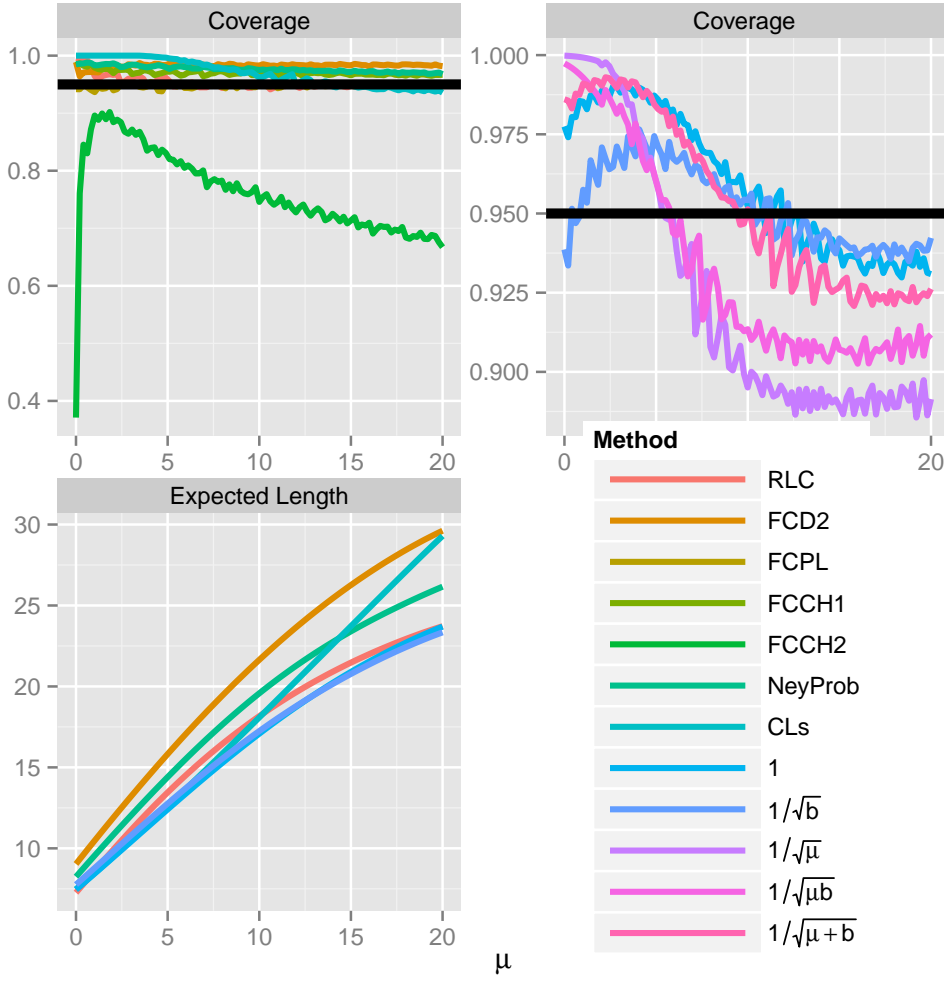 Coverage
1.0
0.8
0.6
0.4
0 5 10 15 20
Coverage
1.000
0.975
0.950
0.925
0.900
0 20
Expected Length
30
25
20
15
10
0 5 10 15 20
μ
Method
RLC
FCD2
FCPL
FCCH1
FCCH2
NeyProb
CLs
1
1/√b
1/√μ
1/√μb
1/√μ + b